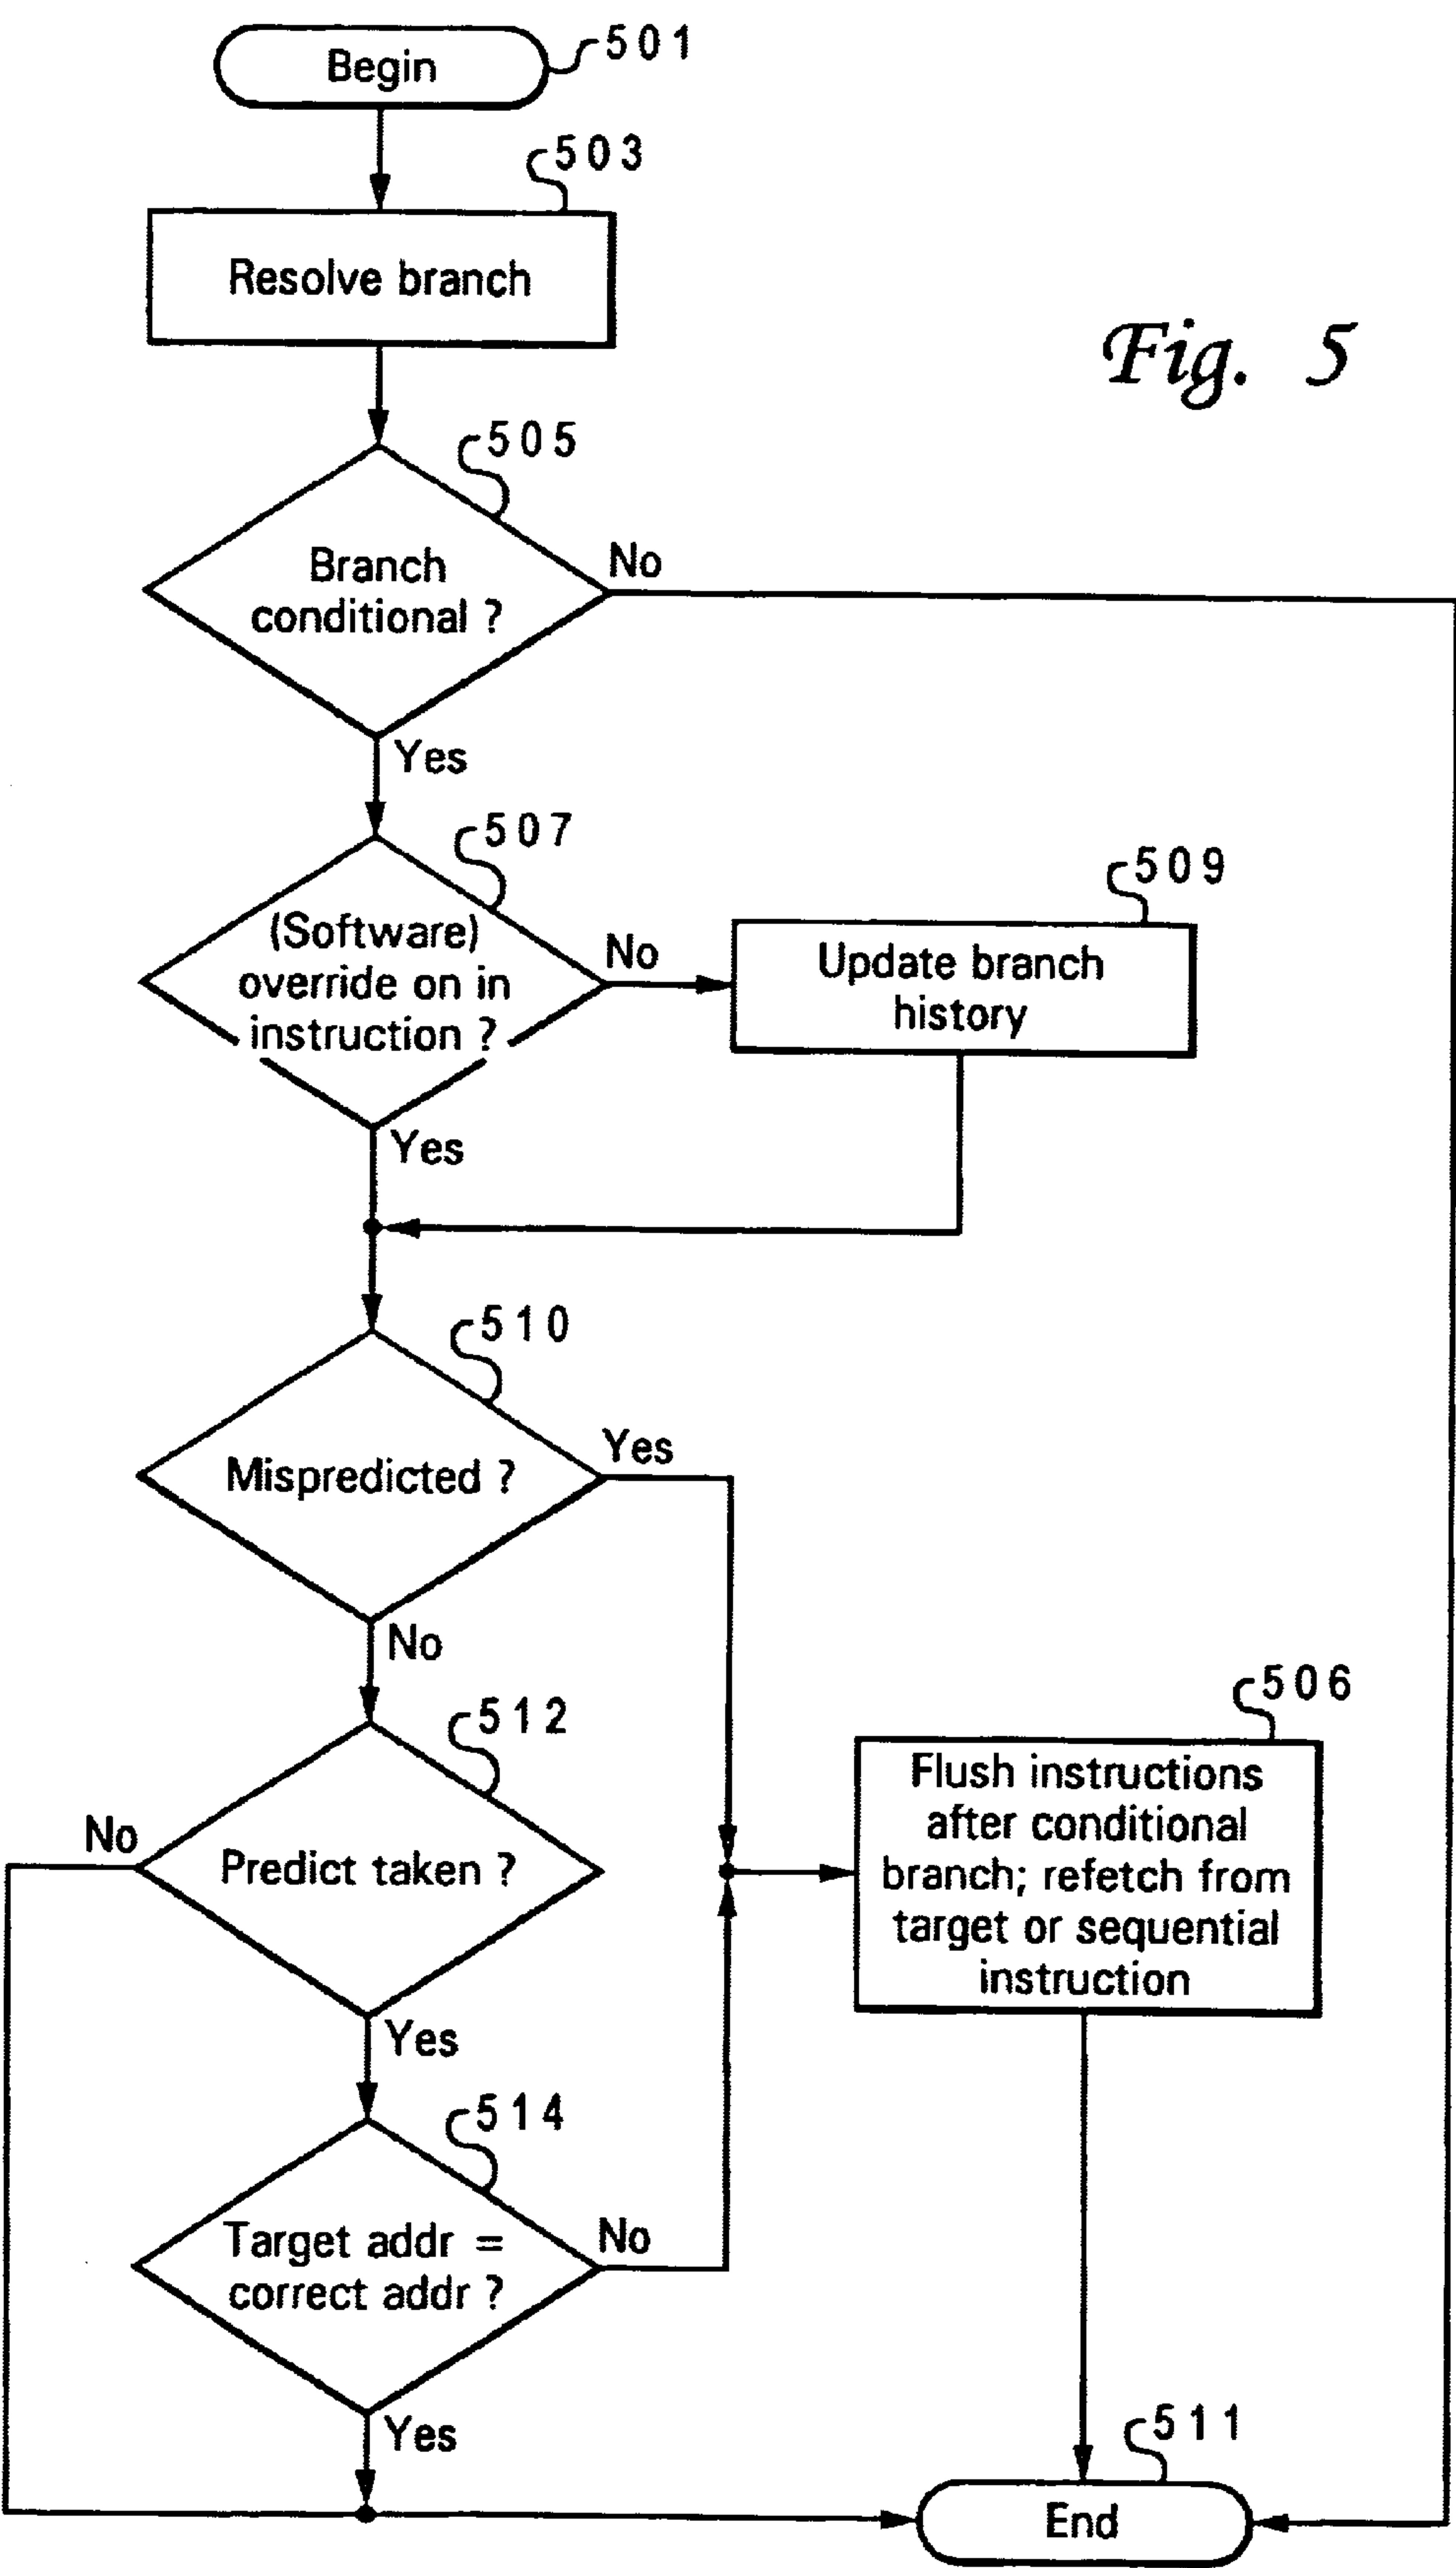 Begin
501
503
Resolve branch
Fig. 5
505
Branch
conditional ?
No
Yes
507
(Software)
override on in
instruction ?
No
509
Update branch
history
Yes
510
Mispredicted ?
Yes
No
512
No
Predict taken ?
506
Flush instructions
after conditional
branch; refetch from
target or sequential
instruction
Yes
514
Target addr =
correct addr ?
No
Yes
511
End